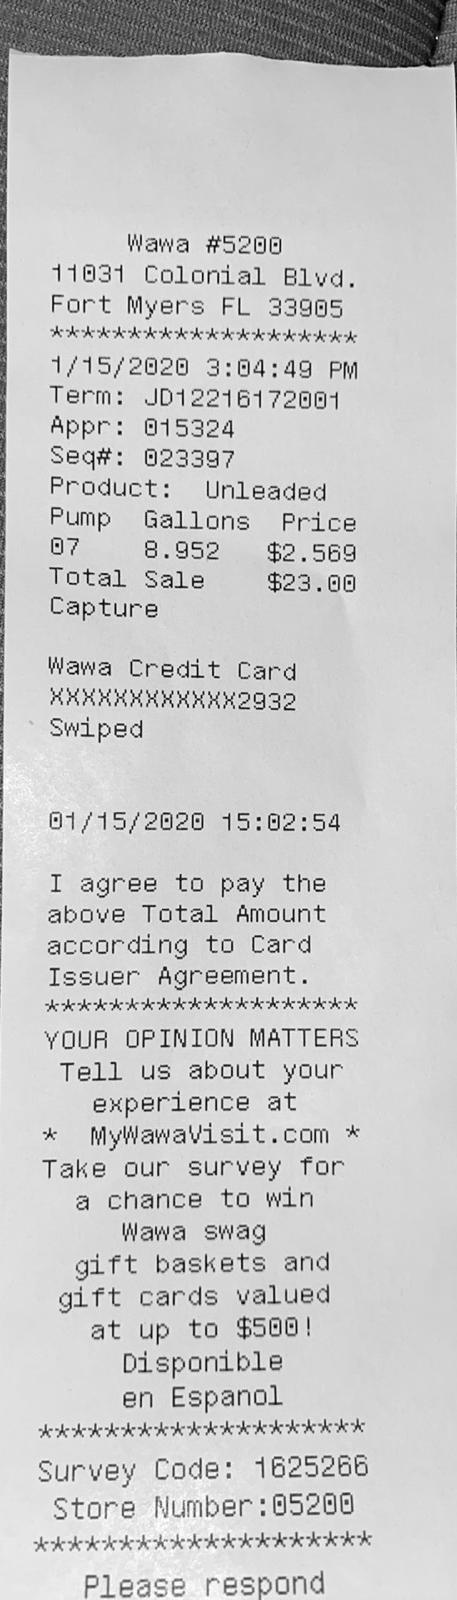 Wawa #5200
11031 Colonial Blvd.
Fort Myers FL 33905
********************
1/15/2020 3:04:49 PM
Term: JD12216172001
Appr: 015324
Seq#: 023397
Product: Unleaded
Pump Gallons Price
07 8.952 $2.569
Total Sale $23.00
Capture
Wawa Credit Card
XXXXXXXXXXXX2932
Swiped
01/15/2020 15:02:54
I agree to pay the
above Total Amount
according to Card
Issuer Agreement.
********************
YOUR OPINION MATTERS
Tell us about your
experience at
* MyWawaVisit.com *
Take our survey for
a chance to win
Wawa swag
gift baskets and
gift cards valued
at up to $500!
Disponible
en Espanol
********************
Survey Code: 1625266
Store Number:05200
********************
Please respond